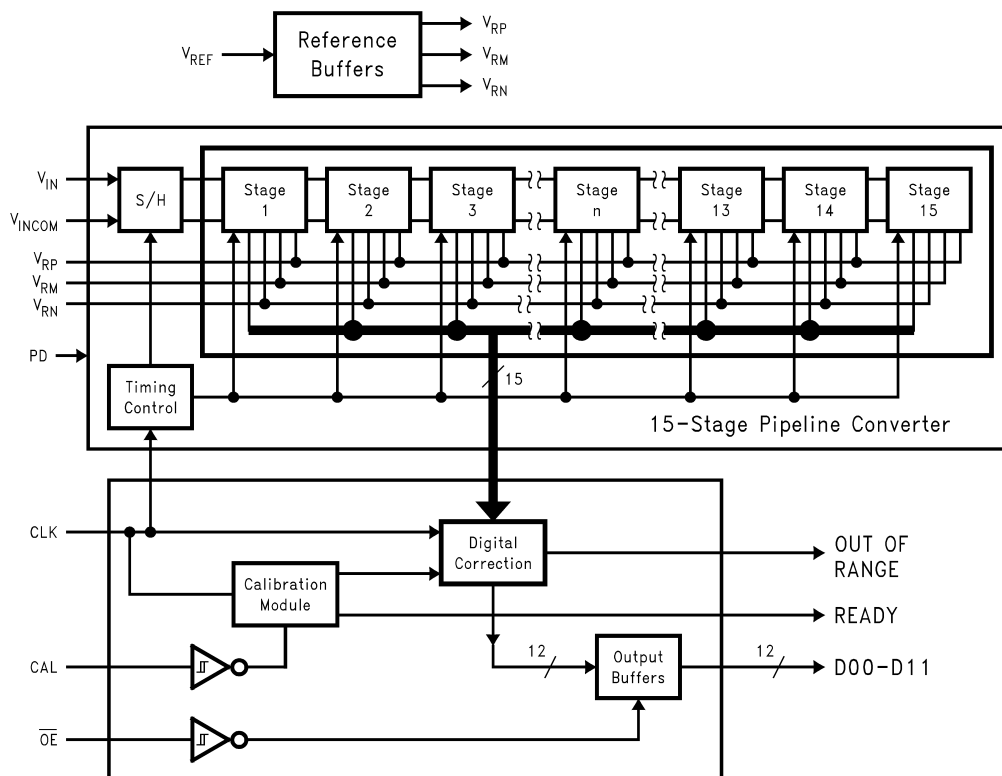 V_REF
Reference
Buffers
V_RP
V_RM
V_RN
V_IN
V_INCOM
V_RP
V_RM
V_RN
PD
S/H
Stage
1
Stage
2
Stage
3
Stage
n
Stage
13
Stage
14
Stage
15
Timing
Control
15
15-Stage Pipeline Converter
CLK
Digital
Correction
OUT OF
RANGE
Calibration
Module
READY
CAL
12
Output
Buffers
12
D00-D11
O̅E̅